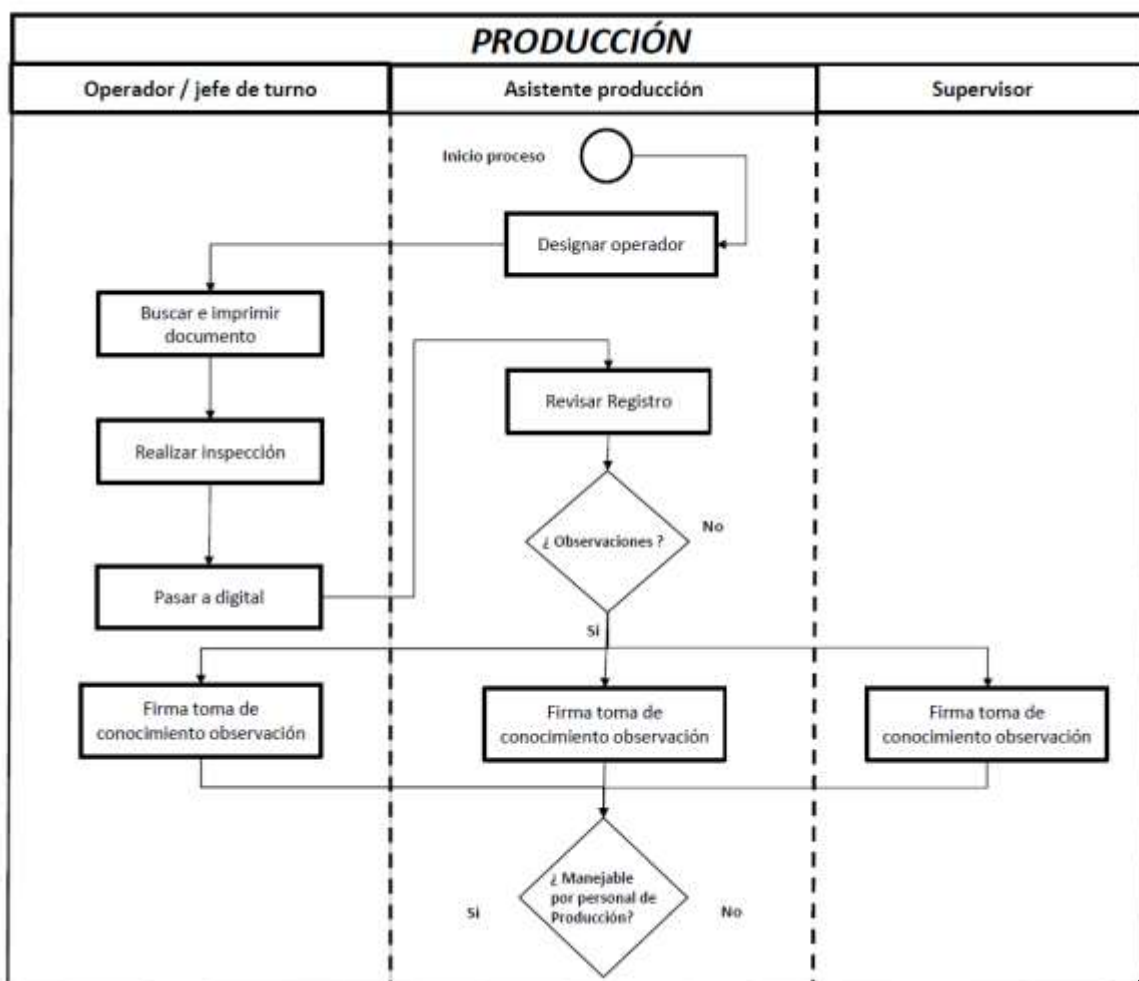 PRODUCCIÓN
Operador / jefe de turno
Asistente producción
Supervisor
Inicio proceso
Designar operador
Buscar e imprimir
documento
Revisar Registro
Realizar inspección
¿ Observaciones ?
No
Pasar a digital
Si
Firma toma de
conocimiento observación
Firma toma de
conocimiento observación
Firma toma de
conocimiento observación
¿ Manejable
por personal de
Producción?
Si
No